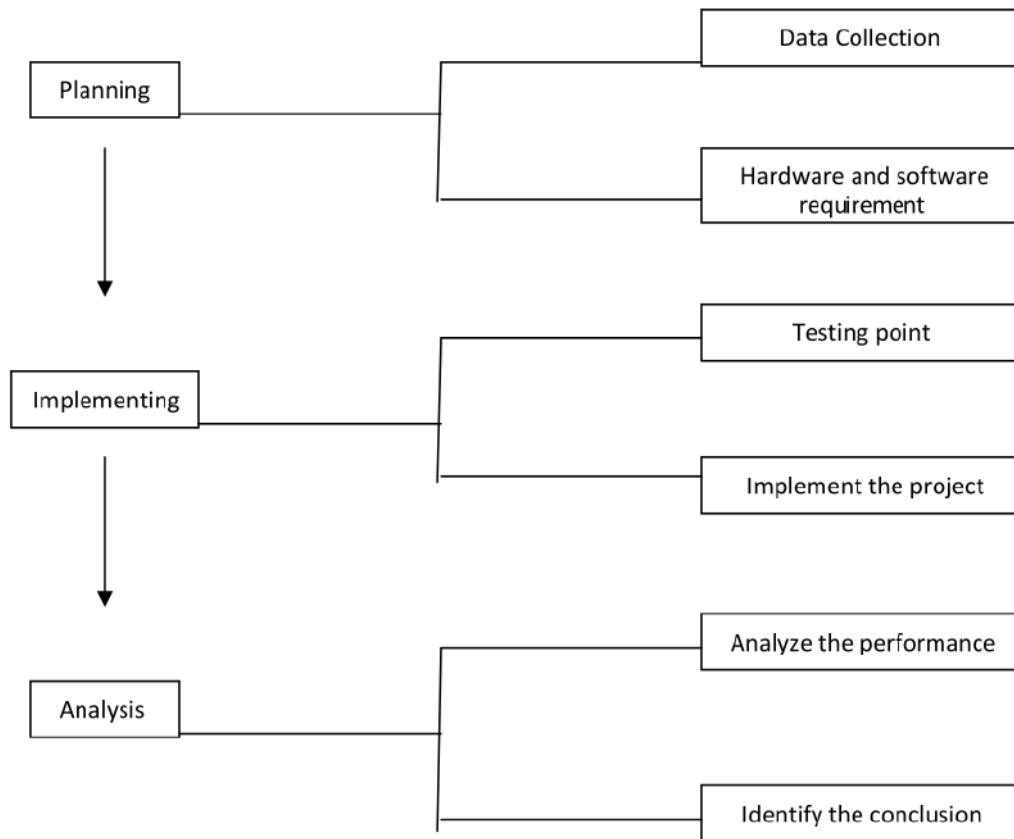 Data Collection
Planning
Hardware and software
requirement
Testing point
Implementing
Implement the project
Analyze the performance
Analysis
Identify the conclusion